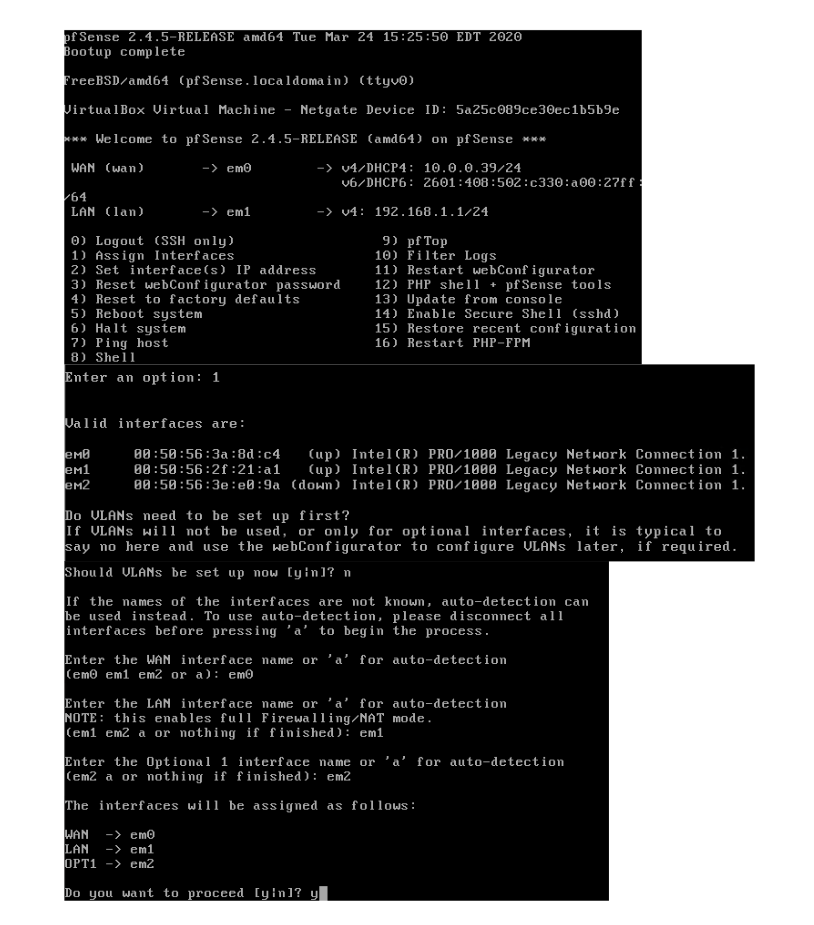 pfSense 2.4.5-RELEASE amd64 Tue Mar 24 15:25:50 EDT 2020
Bootup complete
FreeBSD/amd64 (pfSense.localdomain) (ttyv0)
VirtualBox Virtual Machine - Netgate Device ID: 5a25c089ce30ec1b5b9e
*** Welcome to pfSense 2.4.5-RELEASE (amd64) on pfSense ***
WAN (wan) -> em0 -> v4/DHCP4: 10.0.0.39/24
v6/DHCP6: 2601:408:502:c330:a00:27ff:
/64
LAN (lan) -> em1 -> v4: 192.168.1.1/24
0) Logout (SSH only) 9) pfTop
1) Assign Interfaces 10) Filter Logs
2) Set interface(s) IP address 11) Restart webConfigurator
3) Reset webConfigurator password 12) PHP shell + pfSense tools
4) Reset to factory defaults 13) Update from console
5) Reboot system 14) Enable Secure Shell (sshd)
6) Halt system 15) Restore recent configuration
7) Ping host 16) Restart PHP-FPM
8) Shell
Enter an option: 1
Valid interfaces are:
em0 00:50:56:3a:8d:c4 (up) Intel(R) PRO/1000 Legacy Network Connection 1.
em1 00:50:56:2f:21:a1 (up) Intel(R) PRO/1000 Legacy Network Connection 1.
em2 00:50:56:3e:e0:9a (down) Intel(R) PRO/1000 Legacy Network Connection 1.
Do VLANs need to be set up first?
If VLANs will not be used, or only for optional interfaces, it is typical to
say no here and use the webConfigurator to configure VLANs later, if required.
Should VLANs be set up now [y|n]? n
If the names of the interfaces are not known, auto-detection can
be used instead. To use auto-detection, please disconnect all
interfaces before pressing 'a' to begin the process.
Enter the WAN interface name or 'a' for auto-detection
(em0 em1 em2 or a): em0
Enter the LAN interface name or 'a' for auto-detection
NOTE: this enables full Firewalling/NAT mode.
(em1 em2 a or nothing if finished): em1
Enter the Optional 1 interface name or 'a' for auto-detection
(em2 a or nothing if finished): em2
The interfaces will be assigned as follows:
WAN -> em0
LAN -> em1
OPT1 -> em2
Do you want to proceed [y|n]? y